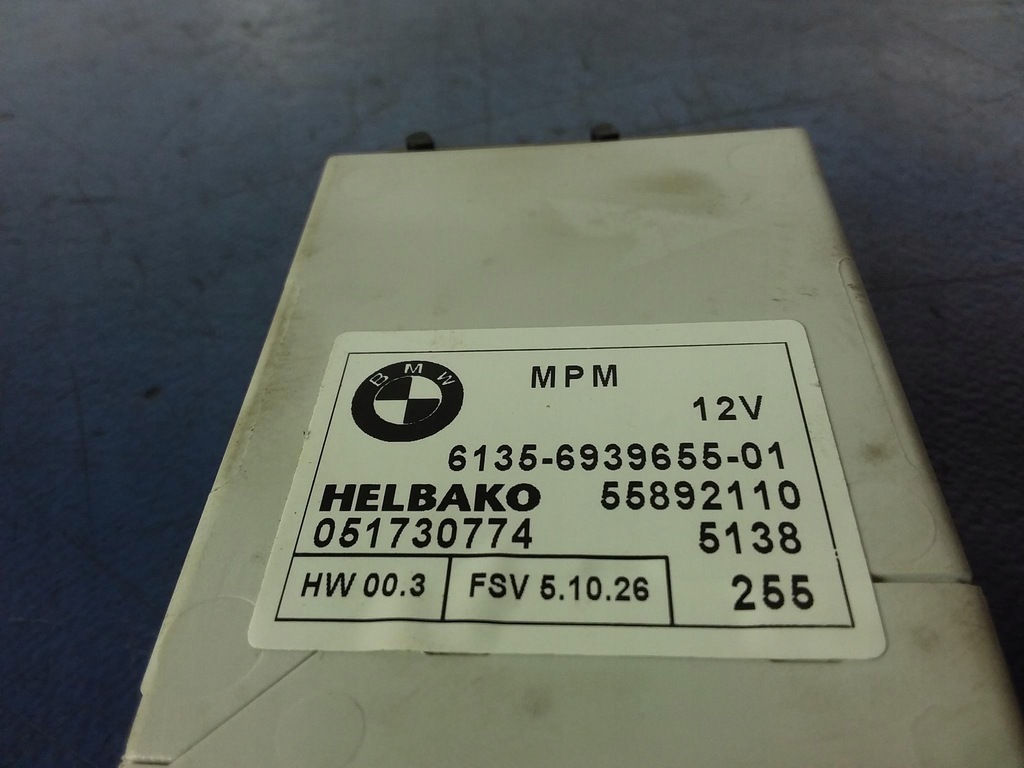 BMW
MPM
12V
6135-6939655-01
HELBAKO 55892110
051730774 5138
HW 00.3 FSV 5.10.26 255